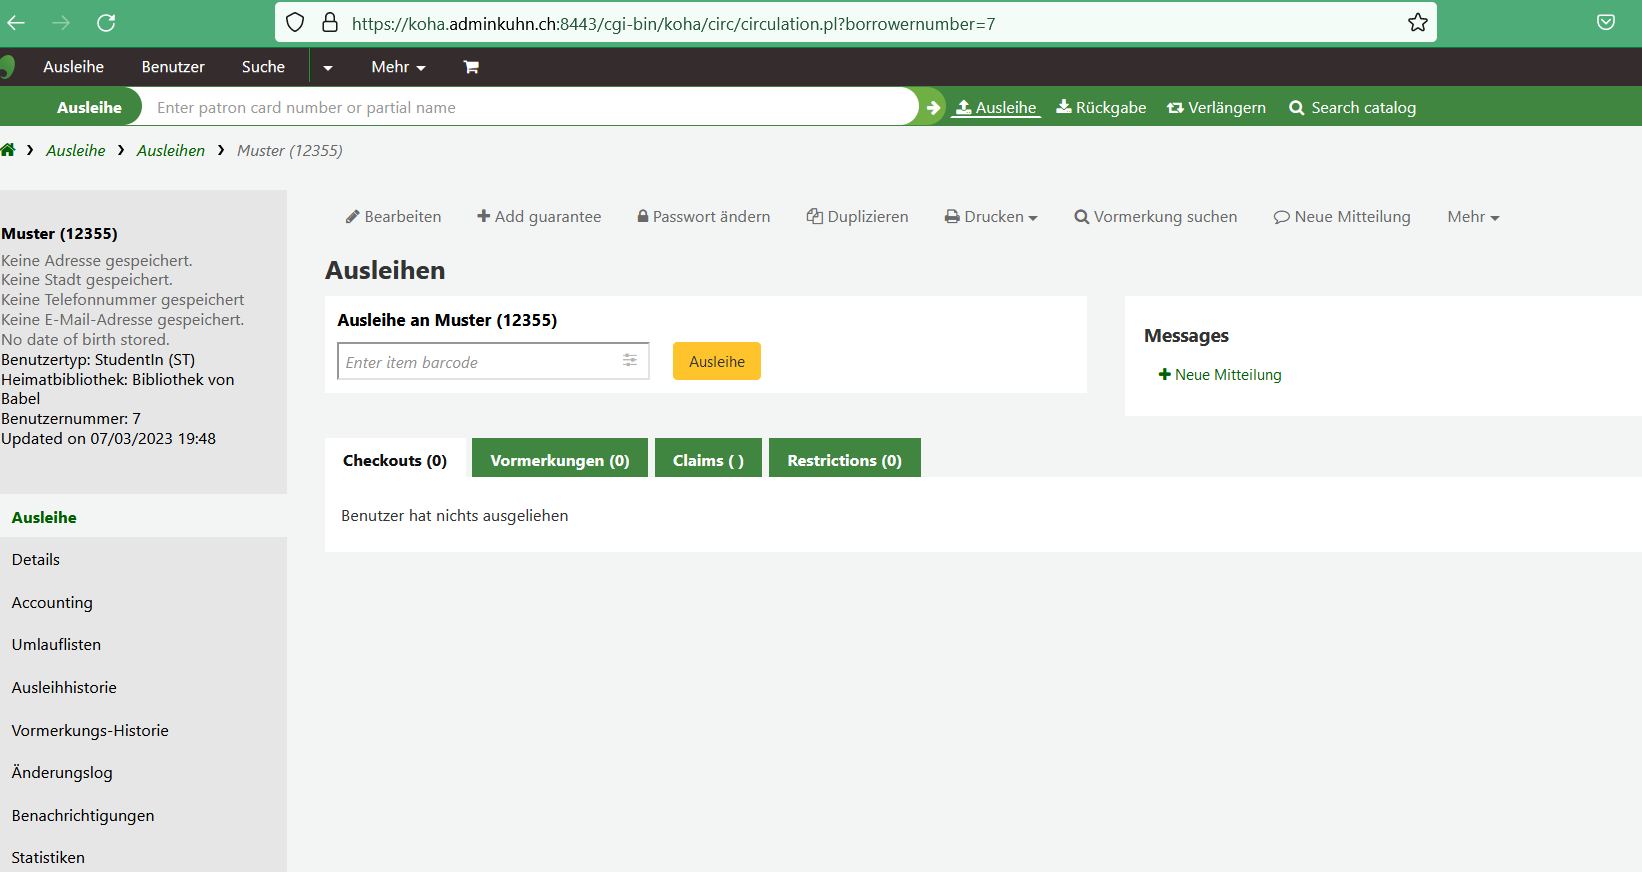 https://koha.adminkuhn.ch:8443/cgi-bin/koha/circ/circulation.pl?borrowernumber=7
Ausleihe Benutzer Suche Mehr
Ausleihe Enter patron card number or partial name Ausleihe Rückgabe Verlängern Search catalog
Ausleihe Ausleihen Muster (12355)
Muster (12355)
Keine Adresse gespeichert.
Keine Stadt gespeichert.
Keine Telefonnummer gespeichert
Keine E-Mail-Adresse gespeichert.
No date of birth stored.
Benutzertyp: StudentIn (ST)
Heimatbibliothek: Bibliothek von
Babel
Benutzernummer: 7
Updated on 07/03/2023 19:48
Ausleihe
Details
Accounting
Umlauflisten
Ausleihhistorie
Vormerkungs-Historie
Änderungslog
Benachrichtigungen
Statistiken
Bearbeiten Add guarantee Passwort ändern Duplizieren Drucken Vormerkung suchen Neue Mitteilung Mehr
Ausleihen
Ausleihe an Muster (12355)
Enter item barcode Ausleihe
Messages
Neue Mitteilung
Checkouts (0) Vormerkungen (0) Claims ( ) Restrictions (0)
Benutzer hat nichts ausgeliehen